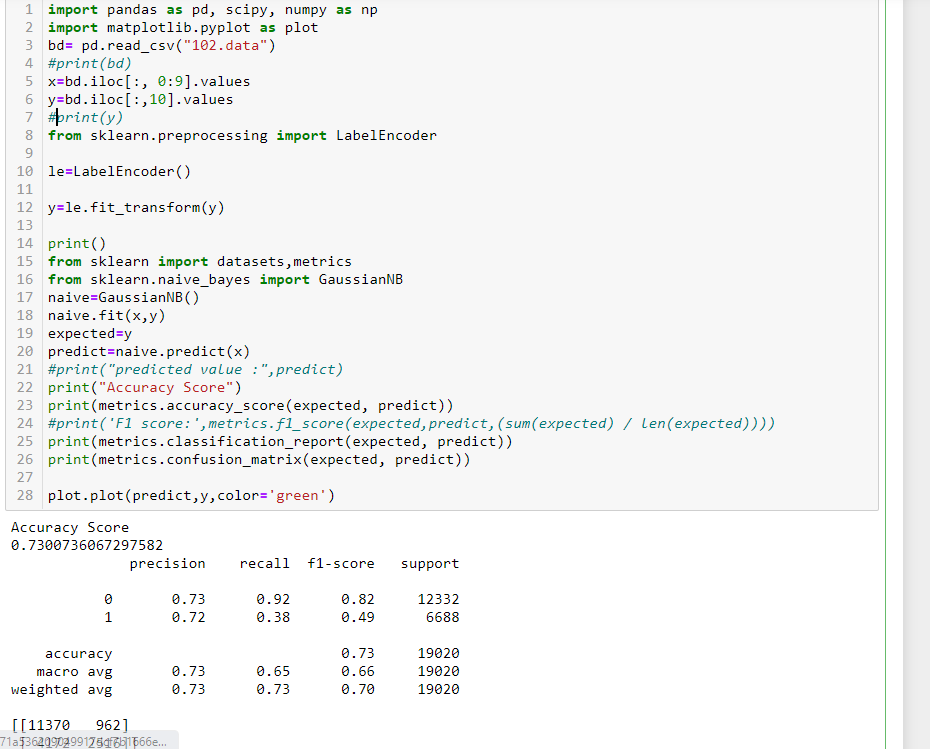 1 import pandas as pd, scipy, numpy as np
2 import matplotlib.pyplot as plot
3 bd= pd.read_csv("102.data")
4 #print(bd)
5 x=bd.iloc[:, 0:9].values
6 y=bd.iloc[:,10].values
7 #print(y)
8 from sklearn.preprocessing import LabelEncoder
9
10 le=LabelEncoder()
11
12 y=le.fit_transform(y)
13
14 print()
15 from sklearn import datasets,metrics
16 from sklearn.naive_bayes import GaussianNB
17 naive=GaussianNB()
18 naive.fit(x,y)
19 expected=y
20 predict=naive.predict(x)
21 #print("predicted value :",predict)
22 print("Accuracy Score")
23 print(metrics.accuracy_score(expected, predict))
24 #print('F1 score:',metrics.f1_score(expected,predict,(sum(expected) / len(expected))))
25 print(metrics.classification_report(expected, predict))
26 print(metrics.confusion_matrix(expected, predict))
27
28 plot.plot(predict,y,color='green')
Accuracy Score
0.7300736067297582
precision recall f1-score support
0 0.73 0.92 0.82 12332
1 0.72 0.38 0.49 6688
accuracy 0.73 19020
macro avg 0.73 0.65 0.66 19020
weighted avg 0.73 0.73 0.70 19020
[[11370 962]